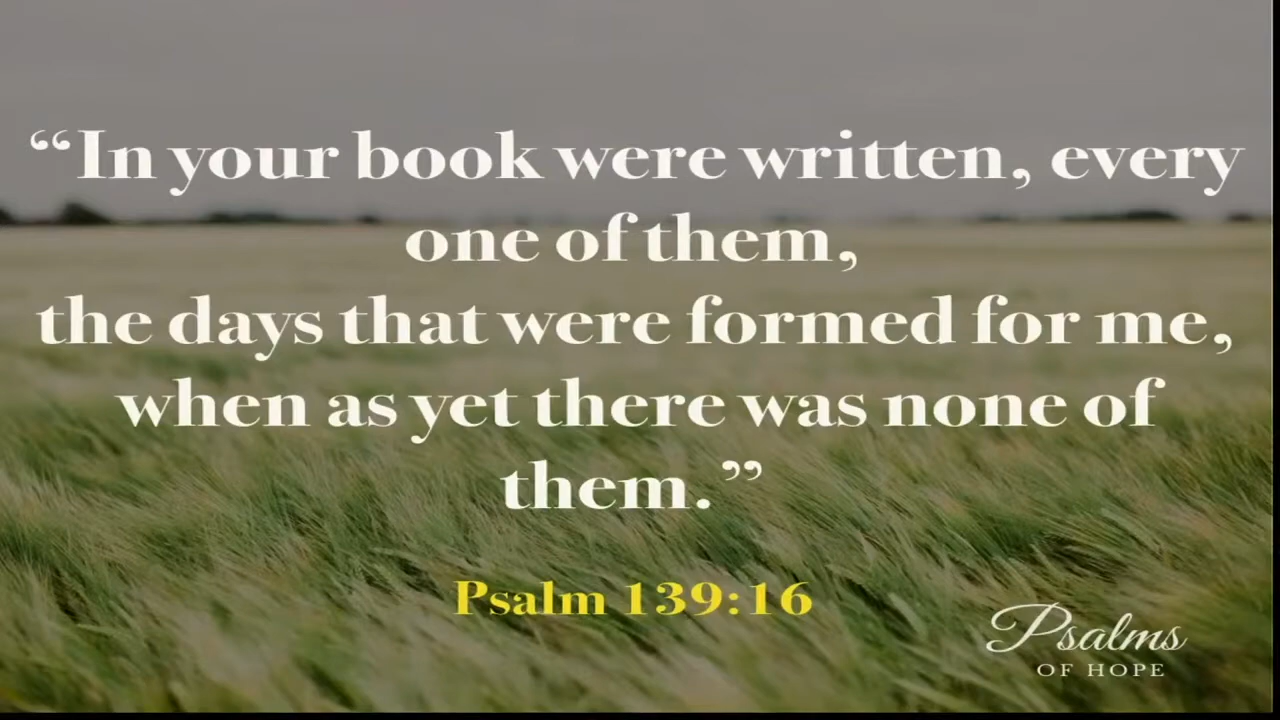 “In your book were written, every
one of them,
the days that were formed for me,
when as yet there was none of
them.”
Psalm 139:16
Psalms
OF HOPE